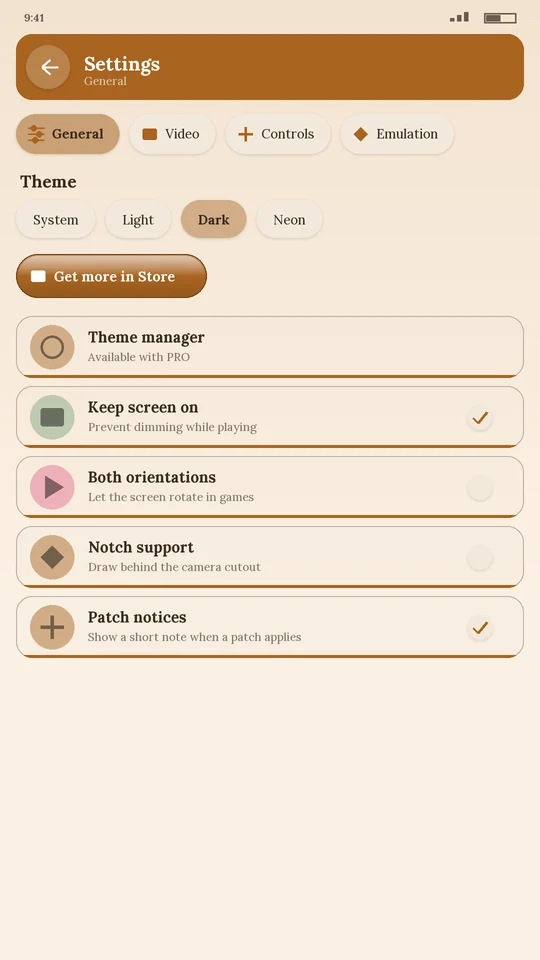 9:41
Settings
General
General
Video
Controls
Emulation
Theme
System
Light
Dark
Neon
Get more in Store
Theme manager
Available with PRO
Keep screen on
Prevent dimming while playing
Both orientations
Let the screen rotate in games
Notch support
Draw behind the camera cutout
Patch notices
Show a short note when a patch applies